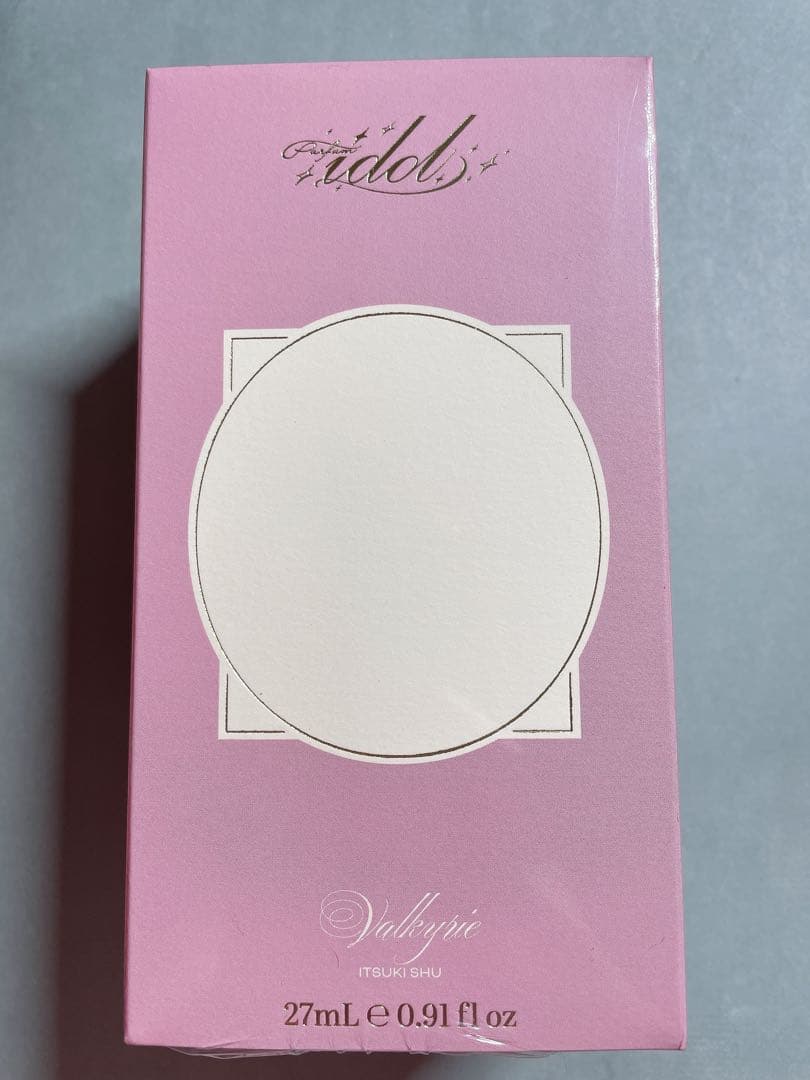 Parfum
idol
Valkyrie
ITSUKI SHU
27mL ℮ 0.91 fl oz